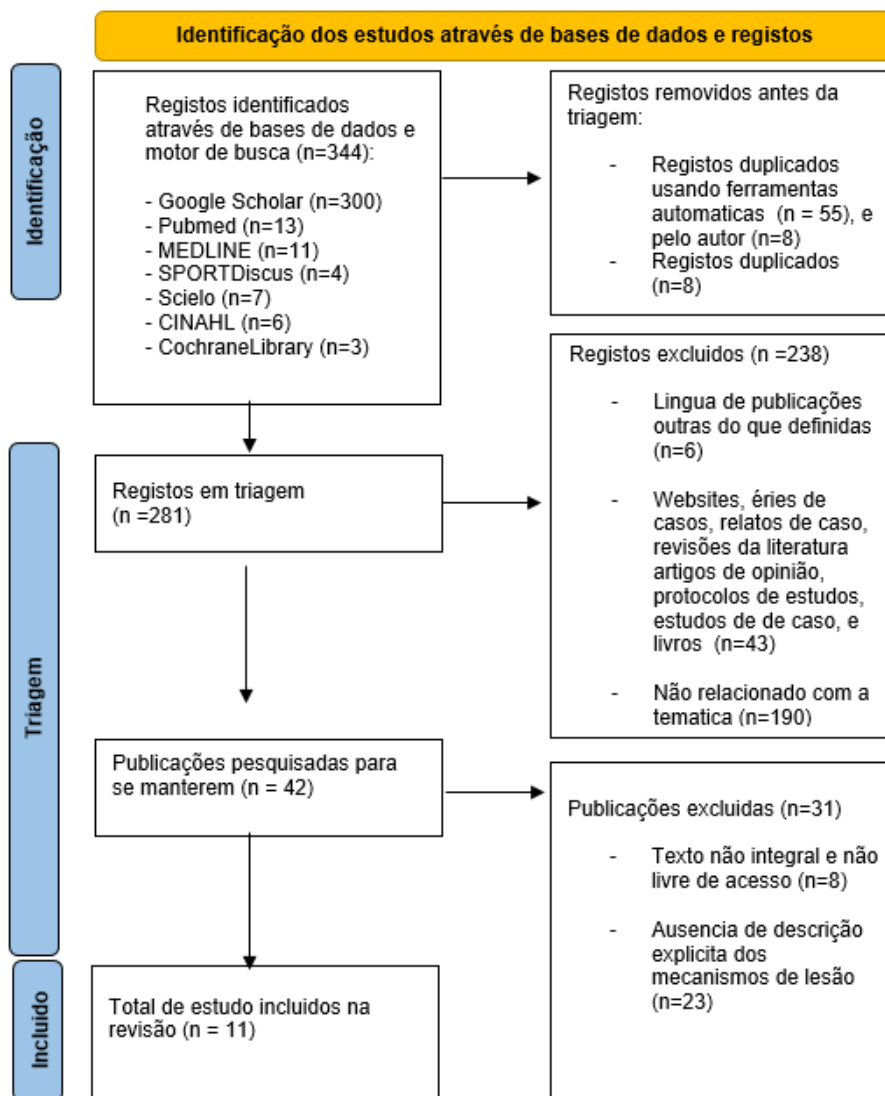 Identificação dos estudos através de bases de dados e registos
Identificação
Registos identificados
através de bases de dados e
motor de busca (n=344):
- Google Scholar (n=300)
- Pubmed (n=13)
- MEDLINE (n=11)
- SPORTDiscus (n=4)
- Scielo (n=7)
- CINAHL (n=6)
- CochraneLibrary (n=3)
Registos removidos antes da
triagem:
- Registos duplicados
usando ferramentas
automaticas (n = 55), e
pelo autor (n=8)
- Registos duplicados
(n=8)
Triagem
Registos em triagem
(n =281)
Registos excluidos (n =238)
- Lingua de publicações
outras do que definidas
(n=6)
- Websites, éries de
casos, relatos de caso,
revisões da literatura
artigos de opinião,
protocolos de estudos,
estudos de de caso, e
livros (n=43)
- Não relacionado com a
tematica (n=190)
Publicações pesquisadas para
se manterem (n = 42)
Publicações excluidas (n=31)
- Texto não integral e não
livre de acesso (n=8)
- Ausencia de descrição
explicita dos
mecanismos de lesão
(n=23)
Incluido
Total de estudo incluidos na
revisão (n = 11)